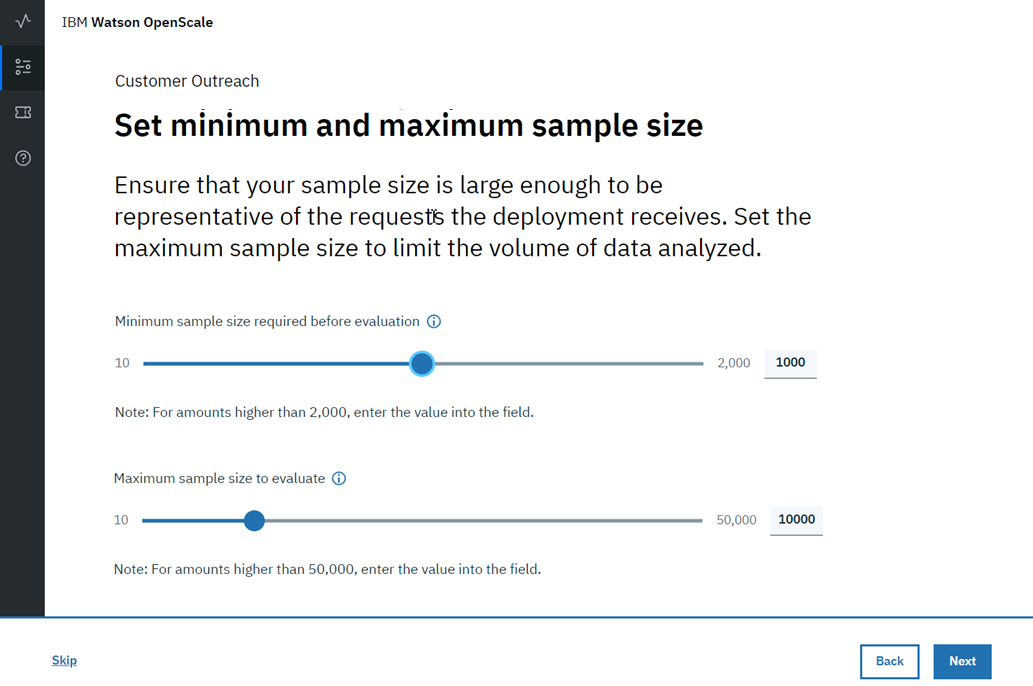 IBM Watson OpenScale
Customer Outreach
Set minimum and maximum sample size
Ensure that your sample size is large enough to be
representative of the requests the deployment receives. Set the
maximum sample size to limit the volume of data analyzed.
Minimum sample size required before evaluation
10 2,000 1000
Note: For amounts higher than 2,000, enter the value into the field.
Maximum sample size to evaluate
10 50,000 10000
Note: For amounts higher than 50,000, enter the value into the field.
Skip Back Next